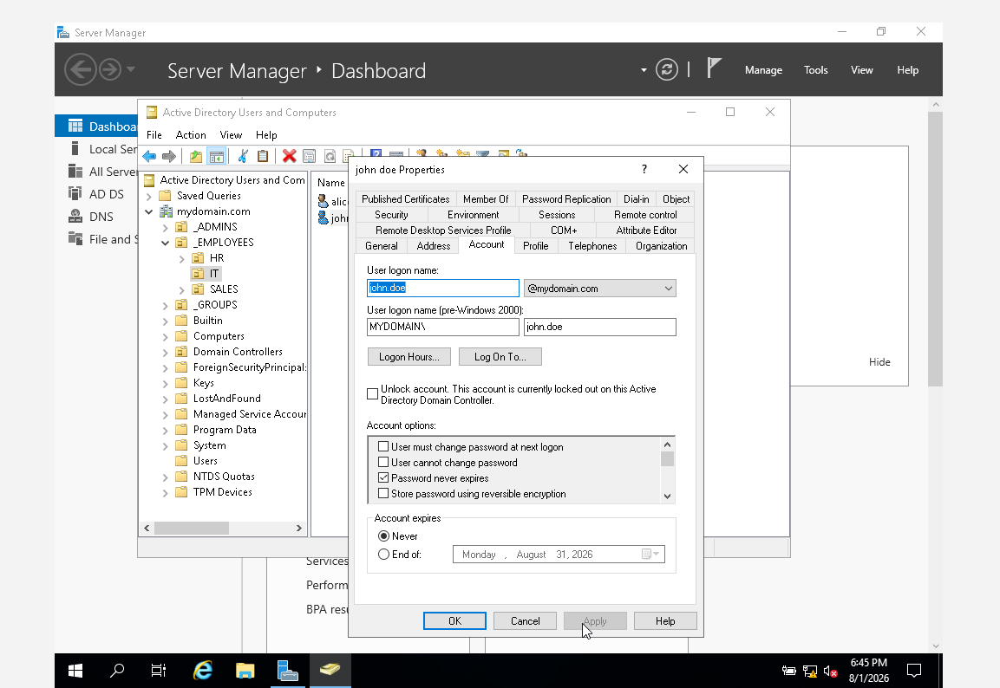 Server Manager
Server Manager ‣ Dashboard
Manage Tools View Help
Dashboa
Local Ser
All Server
AD DS
DNS
File and S
Active Directory Users and Computers
File Action View Help
Active Directory Users and Com
Saved Queries
mydomain.com
_ADMINS
_EMPLOYEES
HR
IT
SALES
_GROUPS
Builtin
Computers
Domain Controllers
ForeignSecurityPrincipal:
Keys
LostAndFound
Managed Service Accour
Program Data
System
Users
NTDS Quotas
TPM Devices
Name
alic
john
john doe Properties
Published Certificates Member Of Password Replication Dial-in Object
Security Environment Sessions Remote control
Remote Desktop Services Profile COM+ Attribute Editor
General Address Account Profile Telephones Organization
User logon name:
john.doe @mydomain.com
User logon name (pre-Windows 2000):
MYDOMAIN\ john.doe
Logon Hours... Log On To...
Unlock account. This account is currently locked out on this Active
Directory Domain Controller.
Account options:
User must change password at next logon
User cannot change password
Password never expires
Store password using reversible encryption
Account expires
Never
End of: Monday , August 31, 2026
OK Cancel Apply Help
Hide
Services
Perform
BPA resu
6:45 PM
8/1/2026